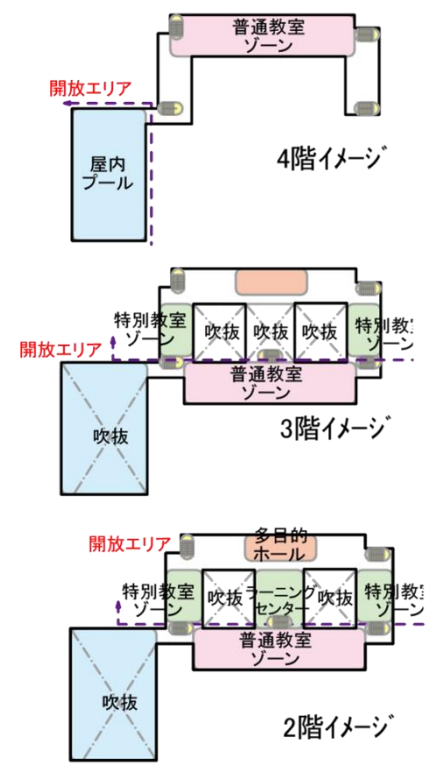 普通教室
ゾーン
開放エリア
屋内
プール
4階イメージ
特別教室
ゾーン
吹抜
吹抜
吹抜
特別教
ゾーン
開放エリア
普通教室
ゾーン
吹抜
3階イメージ
開放エリア
多目的
ホール
特別教室
ゾーン
吹抜
ラーニング
センター
吹抜
特別教
ゾーン
普通教室
ゾーン
吹抜
2階イメージ